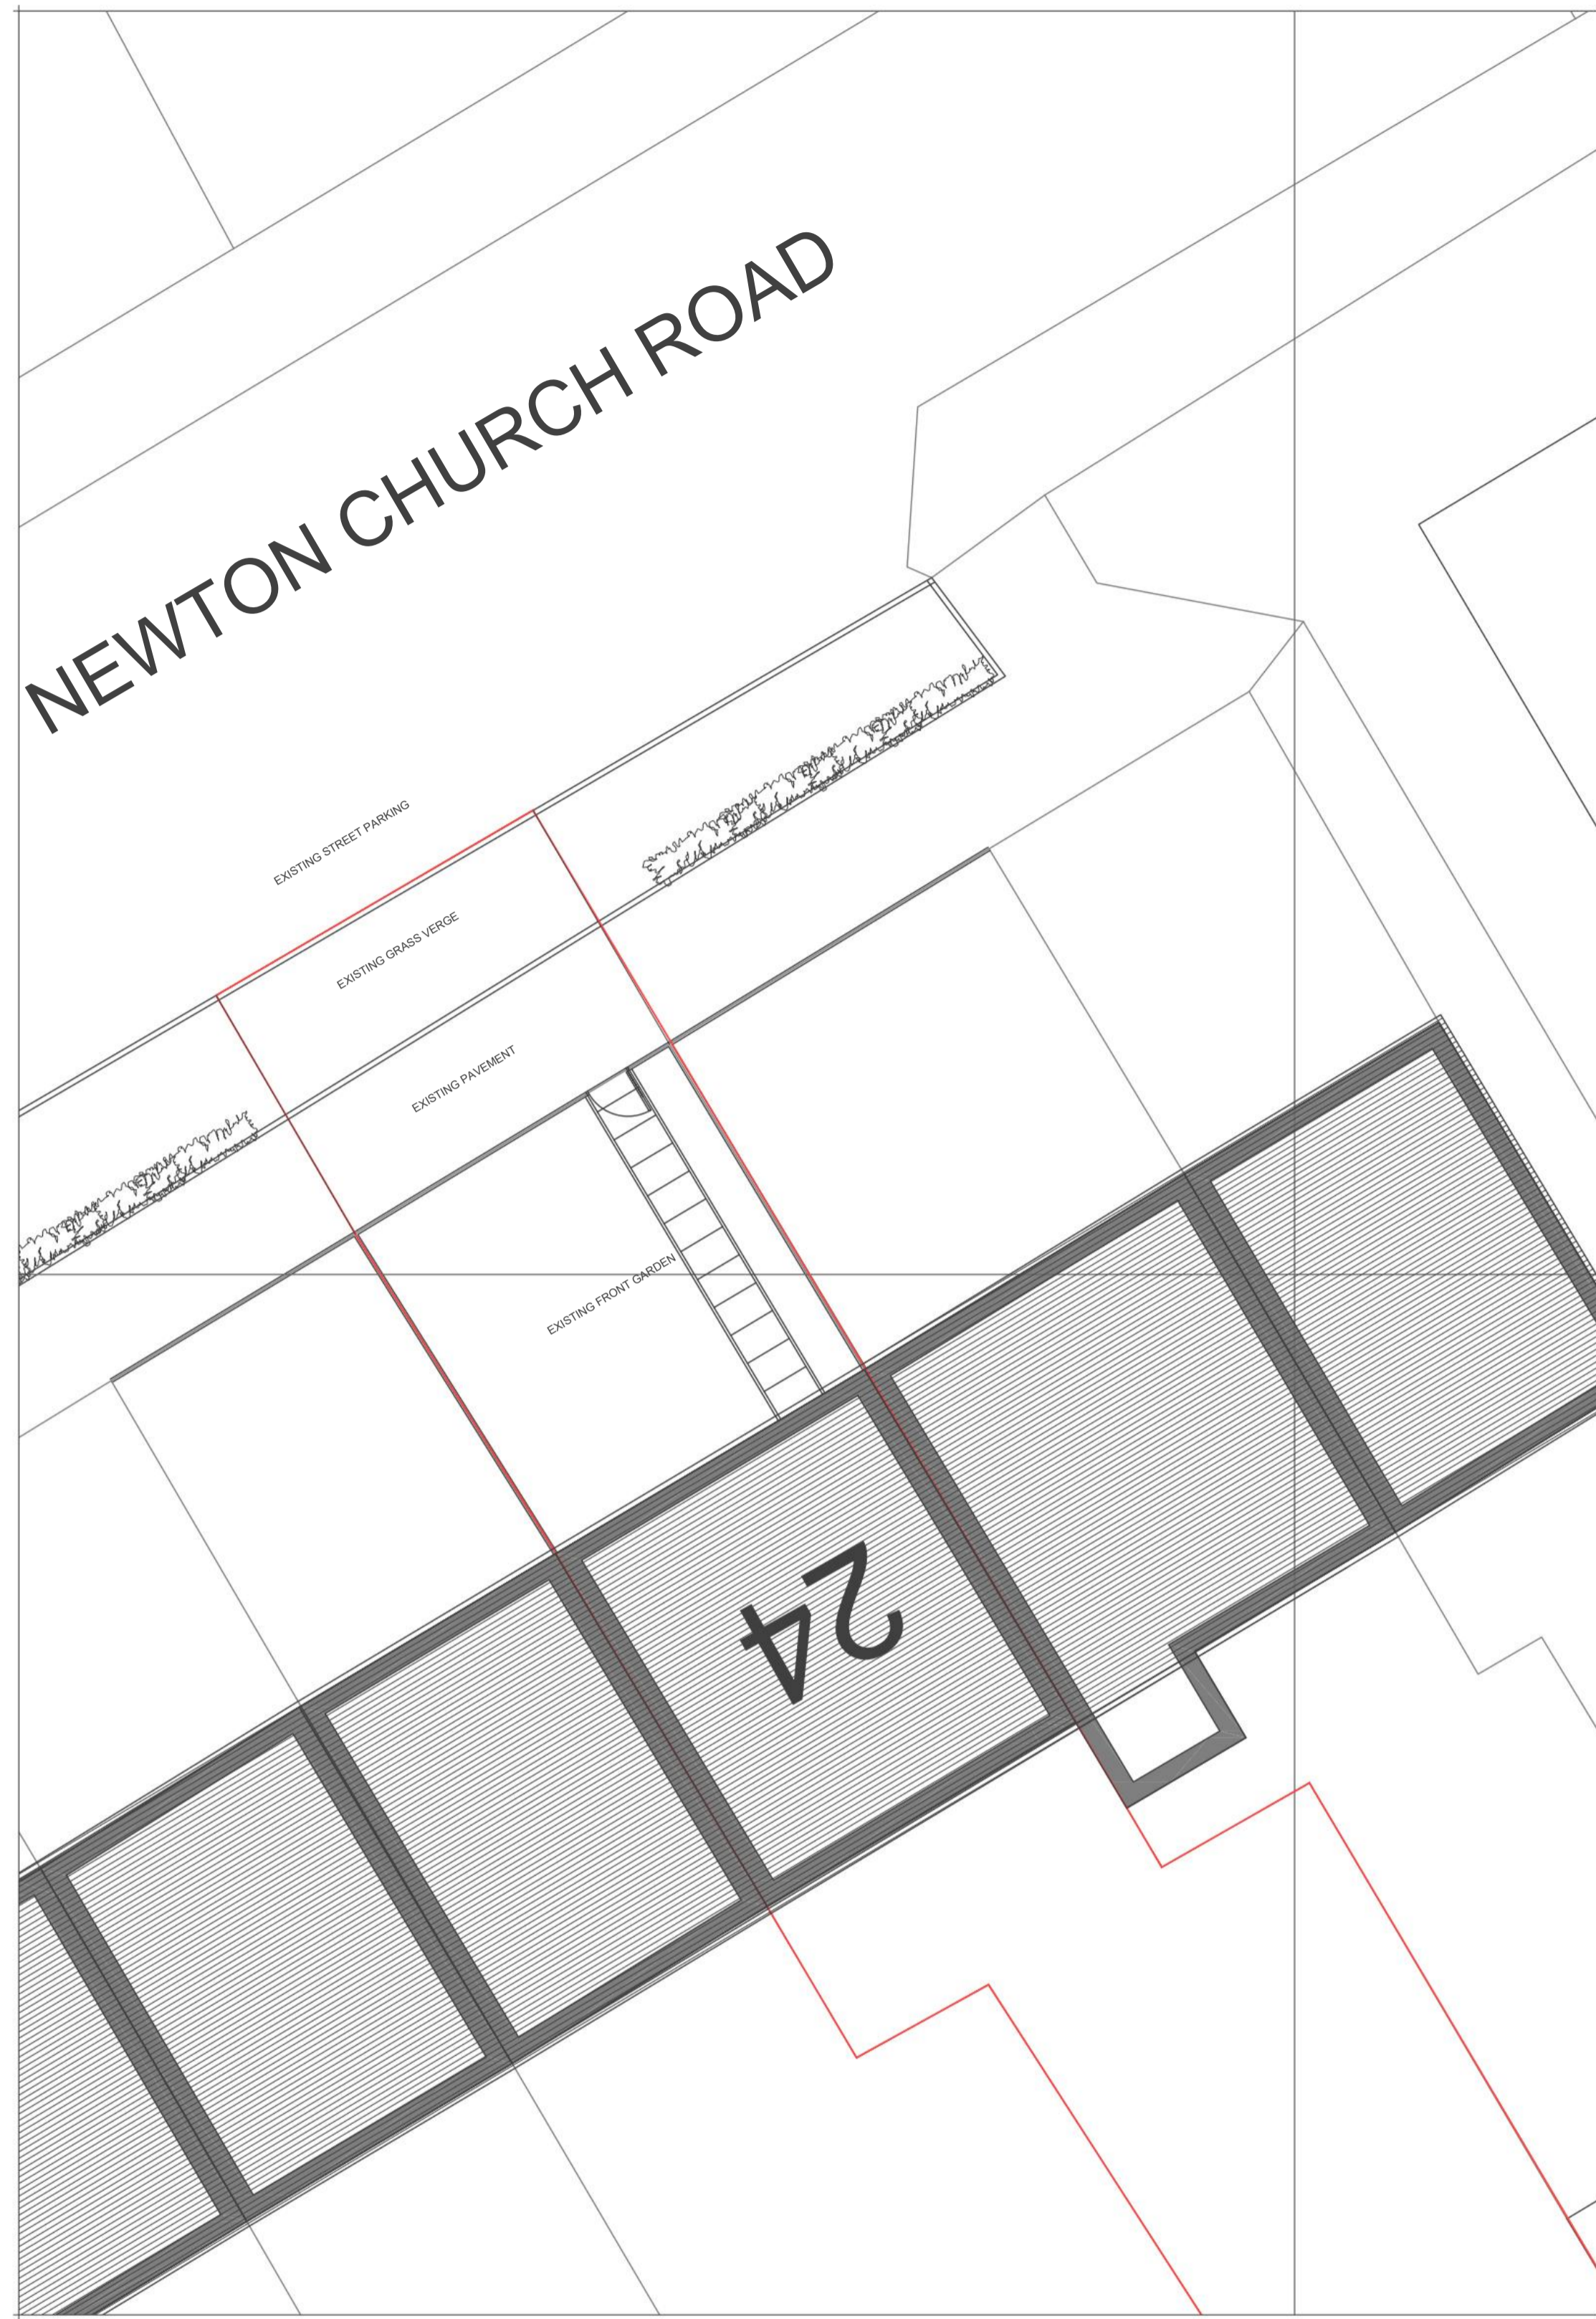 NEWTON CHURCH ROAD
EXISTING STREET PARKING
EXISTING GRASS VERGE
EXISTING PAVEMENT
EXISTING FRONT GARDEN
24